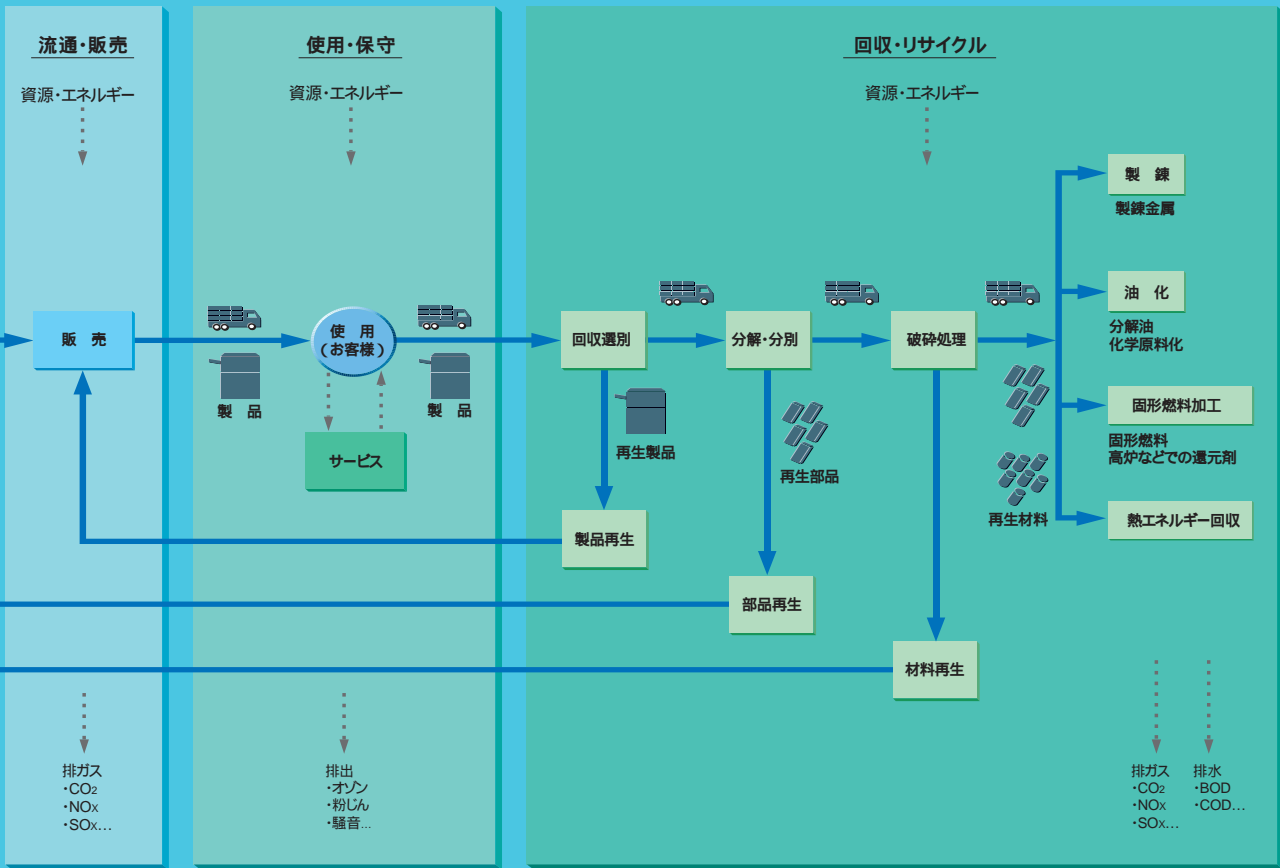 流通・販売
資源・エネルギー
販 売
排ガス
・CO2
・NOx
・SOx…
使用・保守
資源・エネルギー
製 品
使 用
(お客様)
製 品
サービス
排出
・オゾン
・粉じん
・騒音...
回収・リサイクル
資源・エネルギー
回収選別
分解・分別
破砕処理
再生製品
再生部品
再生材料
製品再生
部品再生
材料再生
製 錬
製錬金属
油 化
分解油
化学原料化
固形燃料加工
固形燃料
高炉などでの還元剤
熱エネルギー回収
排ガス
・CO2
・NOx
・SOx…
排水
・BOD
・COD…